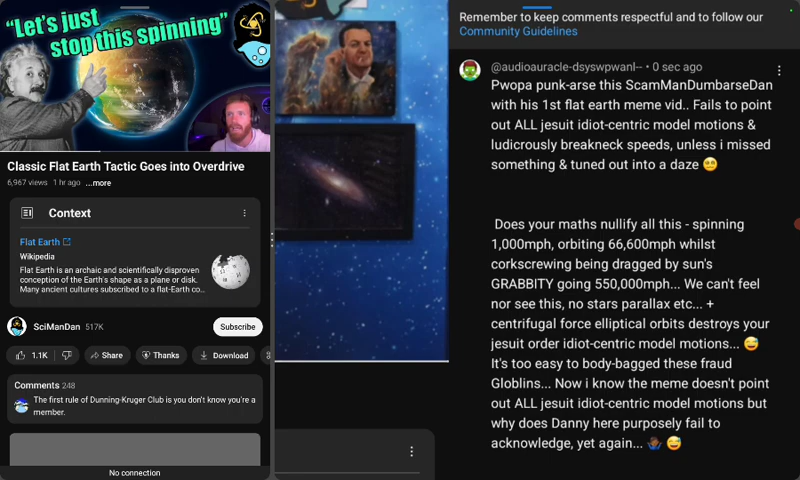 "Let's just
stop this spinning"
Classic Flat Earth Tactic Goes into Overdrive
6,967 views 1 hr ago ...more
Context
Flat Earth
Wikipedia
Flat Earth is an archaic and scientifically disproven
conception of the Earth's shape as a plane or disk.
Many ancient cultures subscribed to a flat-Earth co...
SciManDan 517K
Subscribe
1.1K
Share
Thanks
Download
Comments 248
The first rule of Dunning-Kruger Club is you don't know you're a
member.
No connection
Remember to keep comments respectful and to follow our
Community Guidelines
@audioauracle-dsyswpwanl-- • 0 sec ago
Pwopa punk-arse this ScamManDumbarseDan
with his 1st flat earth meme vid.. Fails to point
out ALL jesuit idiot-centric model motions &
ludicrously breakneck speeds, unless i missed
something & tuned out into a daze 😵‍💫
Does your maths nullify all this - spinning
1,000mph, orbiting 66,600mph whilst
corkscrewing being dragged by sun's
GRABBITY going 550,000mph... We can't feel
nor see this, no stars parallax etc... +
centrifugal force elliptical orbits destroys your
jesuit order idiot-centric model motions... 😅
It's too easy to body-bagged these fraud
Globlins... Now i know the meme doesn't point
out ALL jesuit idiot-centric model motions but
why does Danny here purposely fail to
acknowledge, yet again... 🤷🏾‍♂️ 😅